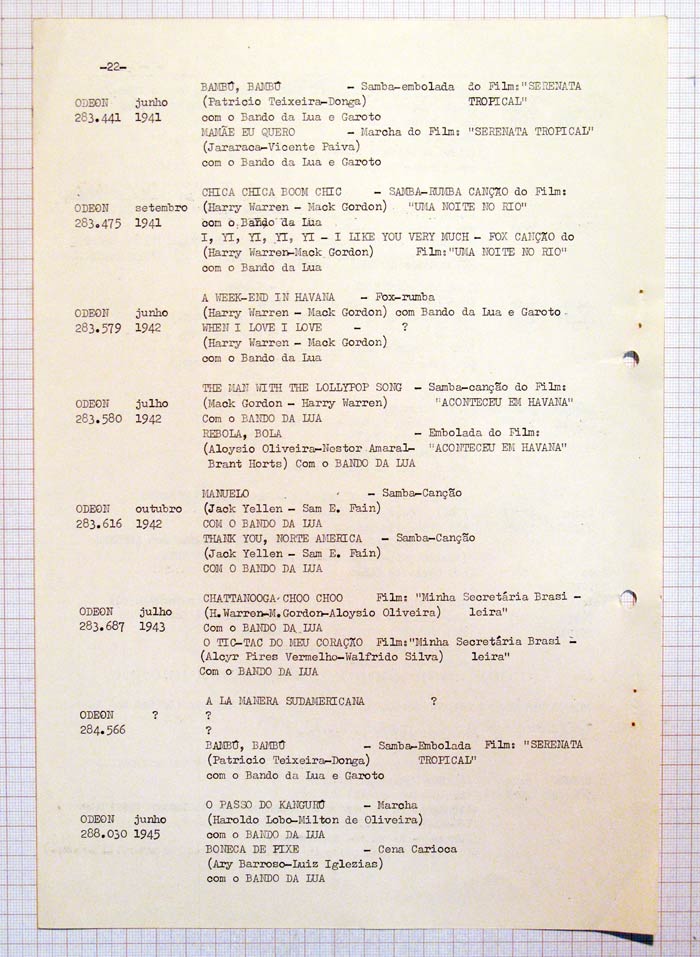 -22-
BAMBÚ, BAMBÚ - Samba-embolada do Film:"SERENATA
ODEON junho (Patricio Teixeira-Donga) TROPICAL"
283.441 1941 com o Bando da Lua e Garoto
MAMÃE EU QUERO - Marcha do Film: "SERENATA TROPICAL"
(Jararaca-Vicente Paiva)
com o Bando da Lua e Garoto
CHICA CHICA BOOM CHIC - SAMBA-RUMBA CANÇÃO do Film:
ODEON setembro (Harry Warren - Mack Gordon) "UMA NOITE NO RIO"
283.475 1941 com o Bando da Lua
I, YI, YI, YI, YI - I LIKE YOU VERY MUCH - FOX CANÇÃO do
(Harry Warren-Mack Gordon) Film:"UMA NOITE NO RIO"
com o Bando da Lua
A WEEK-END IN HAVANA - Fox-rumba
ODEON junho (Harry Warren - Mack Gordon) com Bando da Lua e Garoto.
283.579 1942 WHEN I LOVE I LOVE - ?
(Harry Warren - Mack Gordon)
com o Bando da Lua
THE MAN WITH THE LOLLYPOP SONG - Samba-canção do Film:
ODEON julho (Mack Gordon - Harry Warren) "ACONTECEU EM HAVANA"
283.580 1942 Com o BANDO DA LUA
REBOLA, BOLA - Embolada do Film:
(Aloysio Oliveira-Nestor Amaral- "ACONTECEU EM HAVANA"
Brant Horts) Com o BANDO DA LUA
MANUELO - Samba-Canção
ODEON outubro (Jack Yellen - Sam E. Fain)
283.616 1942 COM O BANDO DA LUA
THANK YOU, NORTE AMERICA - Samba-Canção
(Jack Yellen - Sam E. Fain)
COM O BANDO DA LUA
CHATTANOOGA CHOO CHOO Film: "Minha Secretária Brasi -
ODEON julho (H.Warren-M.Gordon-Aloysio Oliveira) leira"
283.687 1943 Com o BANDO DA LUA
O TIC-TAC DO MEU CORAÇÃO Film:"Minha Secretária Brasi -
(Alcyr Pires Vermelho-Walfrido Silva) leira"
Com o BANDO DA LUA
A LA MANERA SUDAMERICANA ?
ODEON ? ?
284.566 ?
BAMBÚ, BAMBÚ - Samba-Embolada Film: "SERENATA
(Patricio Teixeira-Donga) TROPICAL"
com o Bando da Lua e Garoto
O PASSO DO KANGURÚ - Marcha
ODEON junho (Haroldo Lobo-Milton de Oliveira)
288.030 1945 com o BANDO DA LUA
BONECA DE PIXE - Cena Carioca
(Ary Barroso-Luiz Iglezias)
com o BANDO DA LUA